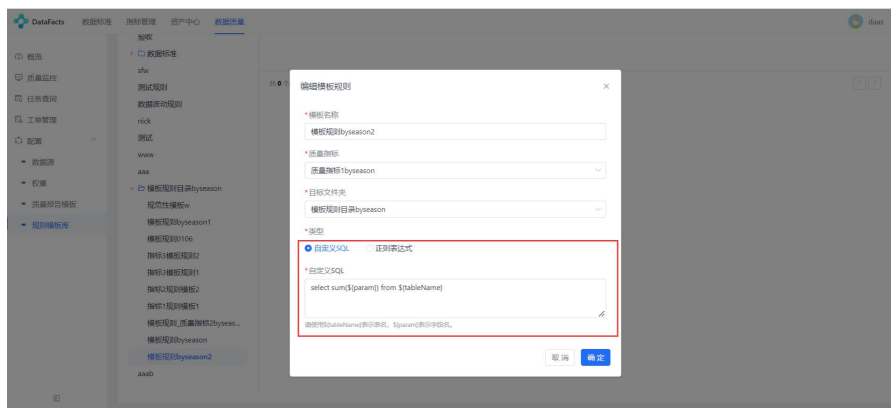 DataFacts 数据标准 指标管理 资产中心 数据质量 daas
概览
质量监控
任务查询
工单管理
配置
数据源
权重
质量报告模板
规则模板库
验收
数据标准
sfw
测试规则
数据波动规则
nick
测试
www
aaa
模板规则目录byseason
规范性模板w
模板规则byseason1
模板规则0106
指标3模板规则2
指标3模板规则1
指标2规则模板2
指标1规则模板1
模板规则_质量指标2byseas...
模板规则byseason
模板规则byseason2
aaab
共 0 个
编辑模板规则
*模板名称
模板规则byseason2
*质量指标
质量指标1byseason
*目标文件夹
模板规则目录byseason
*类型
自定义SQL 正则表达式
*自定义SQL
select sum(${param}) from ${tableName}
请使用${tableName}表示表名、${param}表示字段名。
取消 确定